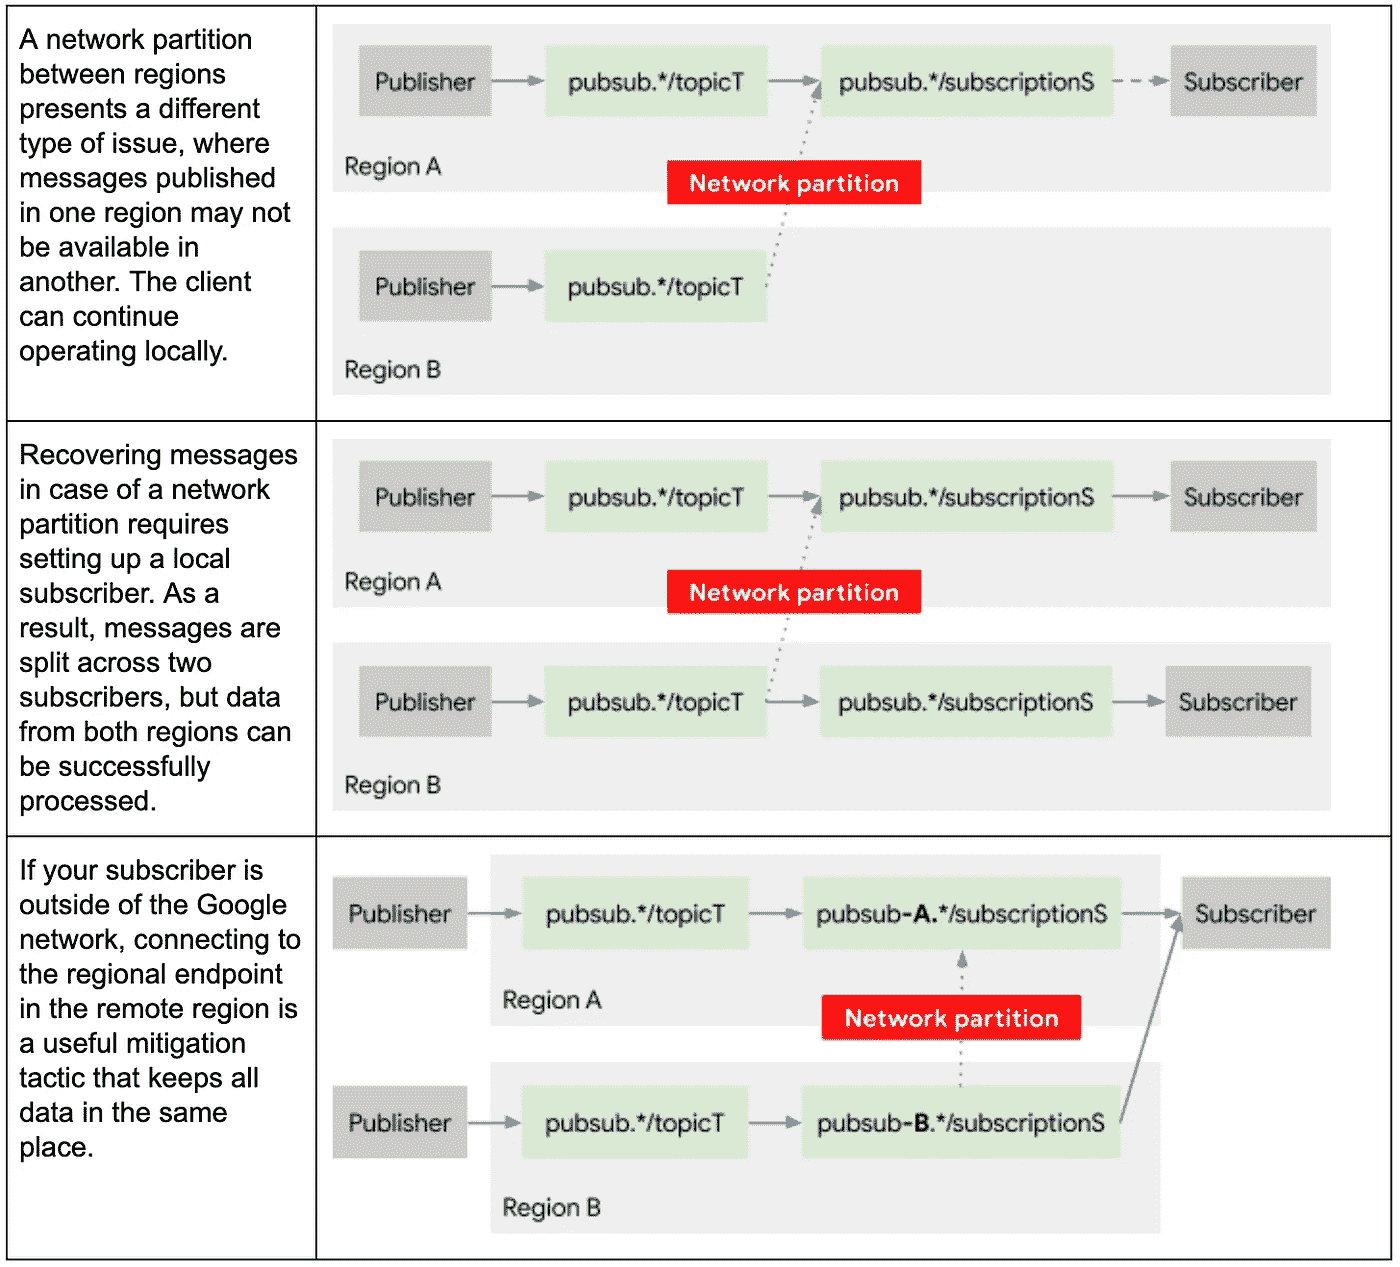 A network partition
between regions
presents a different
type of issue, where
messages published
in one region may not
be available in
another. The client
can continue
operating locally.
Publisher
pubsub.*/topicT
pubsub.*/subscriptionS
Subscriber
Region A
Network partition
Publisher
pubsub.*/topicT
Region B
Recovering messages
in case of a network
partition requires
setting up a local
subscriber. As a
result, messages are
split across two
subscribers, but data
from both regions can
be successfully
processed.
Publisher
pubsub.*/topicT
pubsub.*/subscriptionS
Subscriber
Region A
Network partition
Publisher
pubsub.*/topicT
pubsub.*/subscriptionS
Subscriber
Region B
If your subscriber is
outside of the Google
network, connecting to
the regional endpoint
in the remote region is
a useful mitigation
tactic that keeps all
data in the same
place.
Publisher
pubsub.*/topicT
pubsub-A.*/subscriptionS
Subscriber
Region A
Network partition
Publisher
pubsub.*/topicT
pubsub-B.*/subscriptionS
Region B